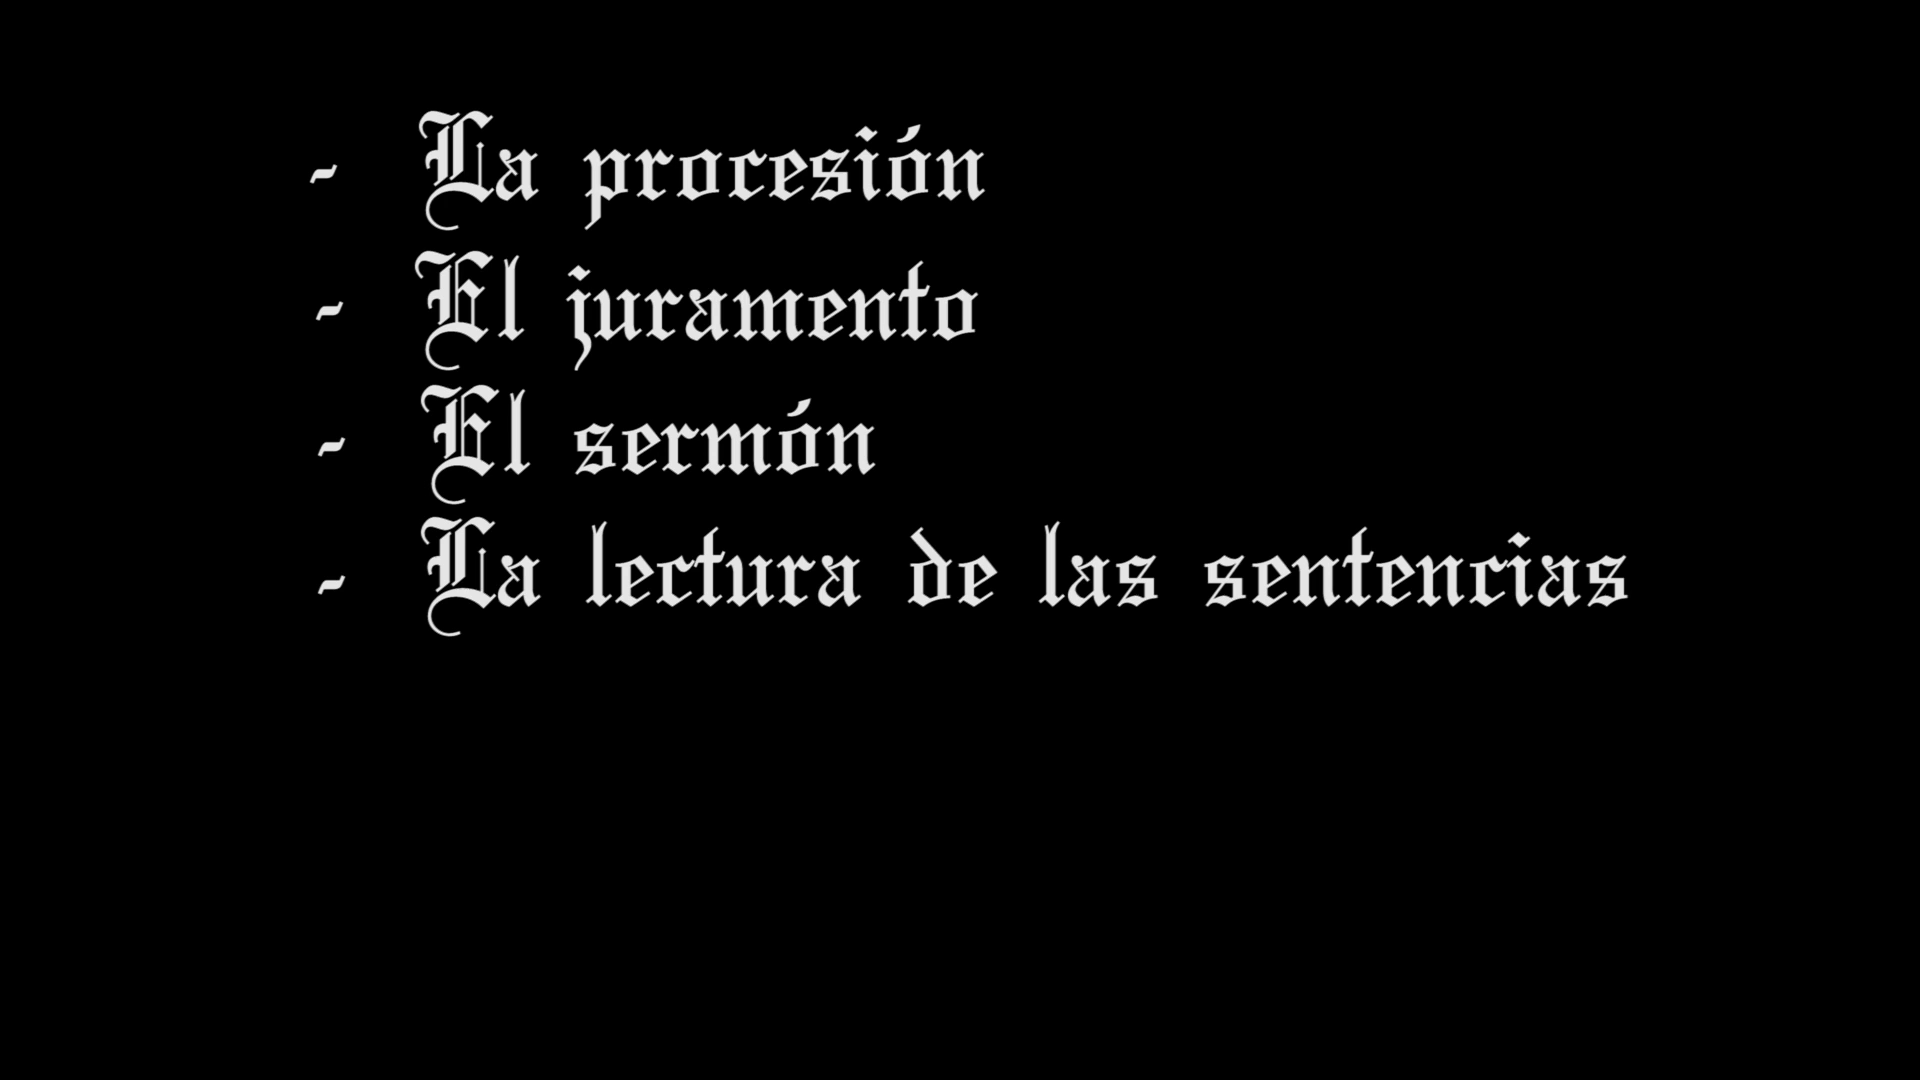 - La procesión
- El juramento
- El sermón
- La lectura de las sentencias